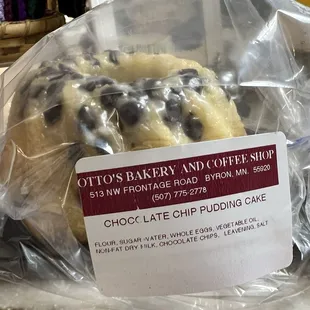 OTTO'S BAKERY AND COFFEE SHOP
513 NW FRONTAGE ROAD BYRON, MN. 55920
(507) 775-2778
CHOCOLATE CHIP PUDDING CAKE
FLOUR, SUGAR WATER, WHOLE EGGS, VEGETABLE OIL,
NON-FAT DRY MILK, CHOCOLATE CHIPS, LEAVENING, SALT